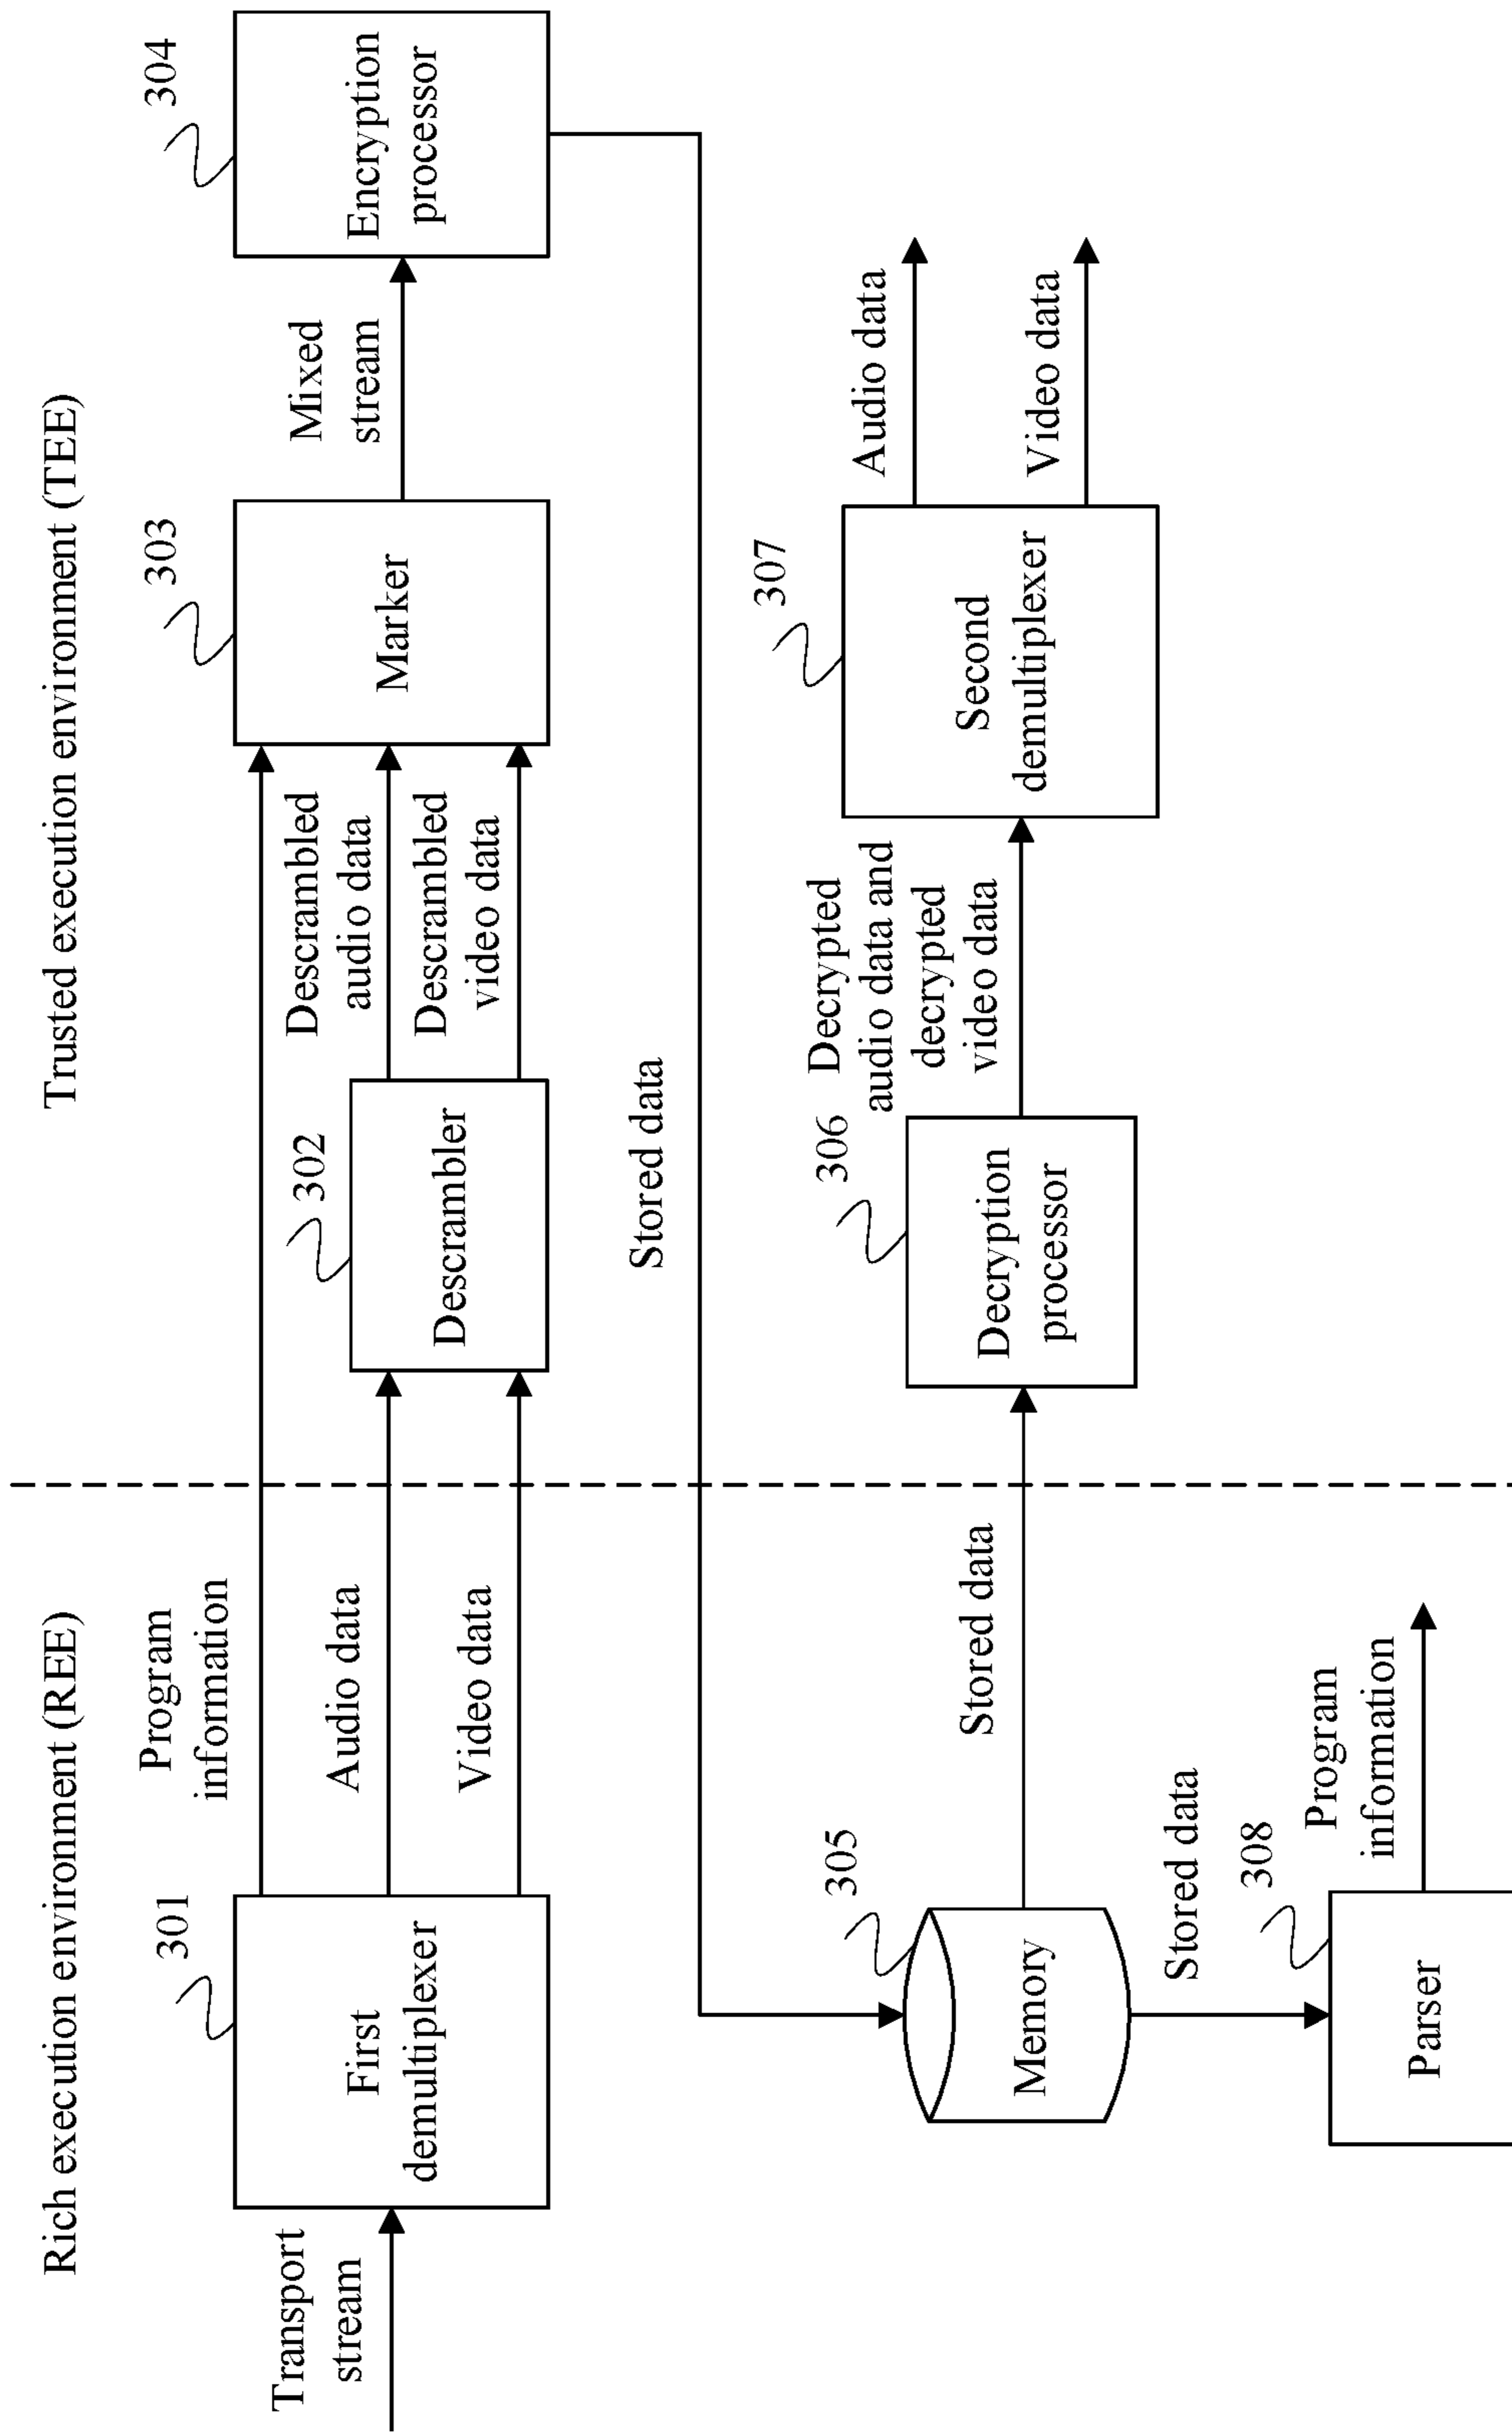 Rich execution environment (REE)
Trusted execution environment (TEE)
Transport
stream
301
First
demultiplexer
Program
information
Audio data
Video data
302
Descrambler
Descrambled
audio data
Descrambled
video data
303
Marker
Mixed
stream
304
Encryption
processor
Stored data
305
Memory
Stored data
306
Decryption
processor
Decrypted
audio data and
decrypted
video data
307
Second
demultiplexer
Audio data
Video data
Stored data
308
Parser
Program
information